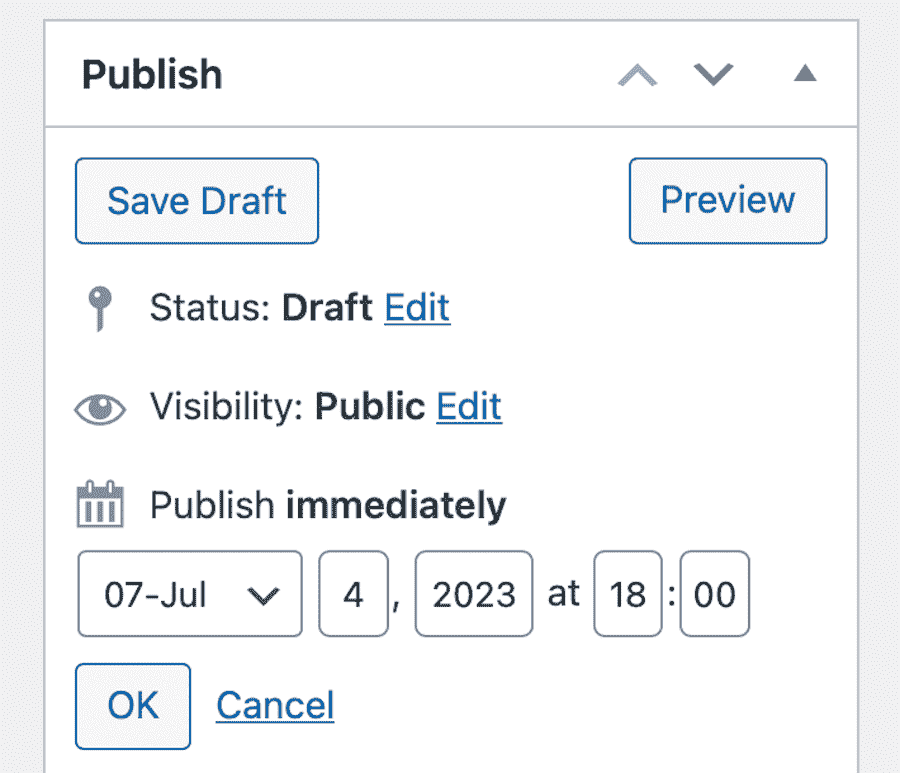 Publish
Save Draft Preview
Status: Draft Edit
Visibility: Public Edit
Publish immediately
07-Jul 4 , 2023 at 18 : 00
OK Cancel